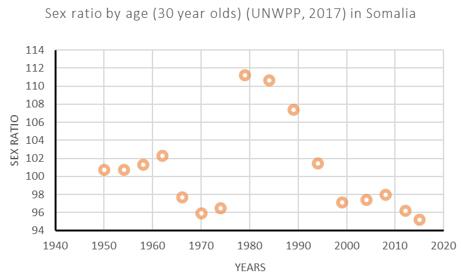 Sex ratio by age (30 year olds) (UNWPP, 2017) in Somalia
114
112
110
108
106
104
102
100
98
96
94
SEX RATIO
1940 1950 1960 1970 1980 1990 2000 2010 2020
YEARS